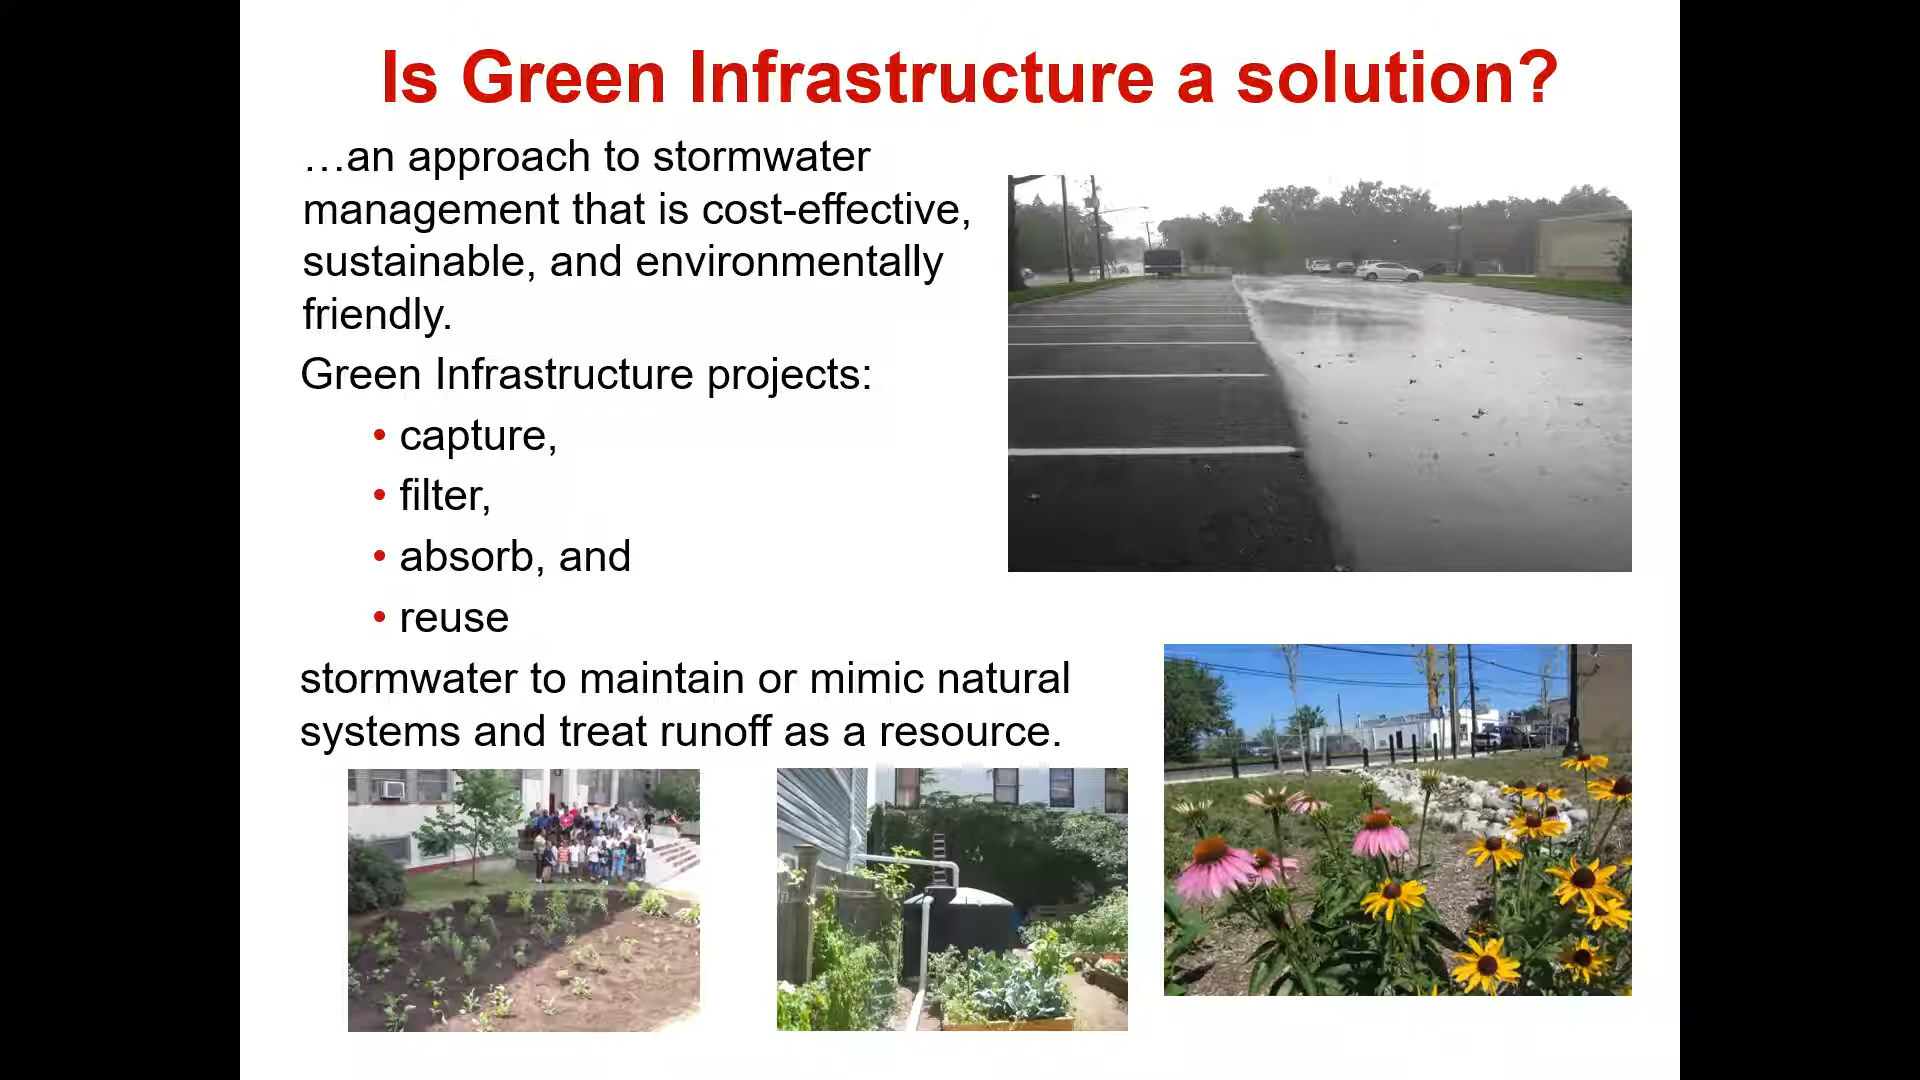 Is Green Infrastructure a solution?
…an approach to stormwater
management that is cost-effective,
sustainable, and environmentally
friendly.
Green Infrastructure projects:
• capture,
• filter,
• absorb, and
• reuse
stormwater to maintain or mimic natural
systems and treat runoff as a resource.